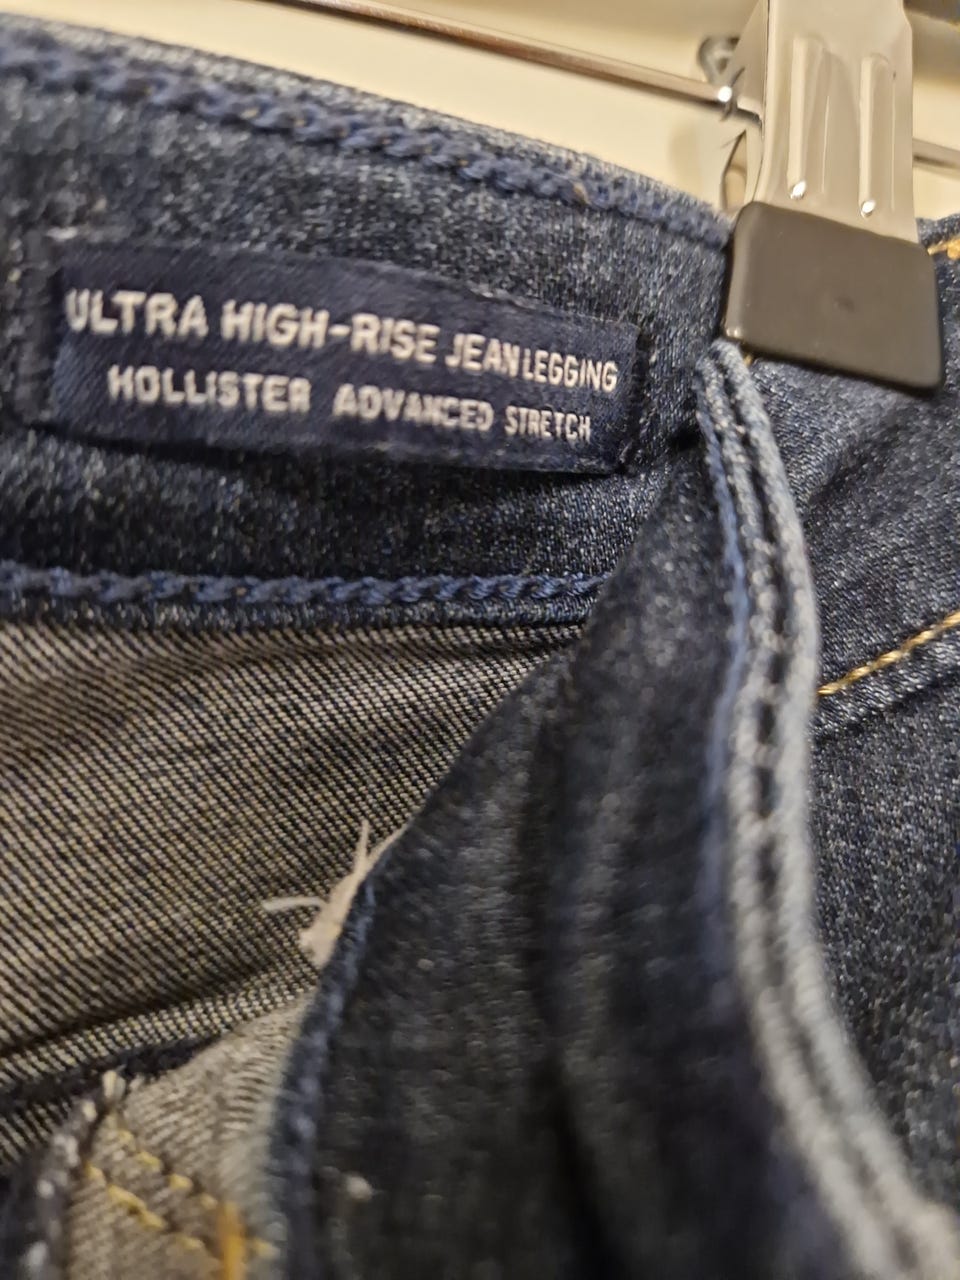 ULTRA HIGH-RISE JEAN LEGGING
HOLLISTER ADVANCED STRETCH